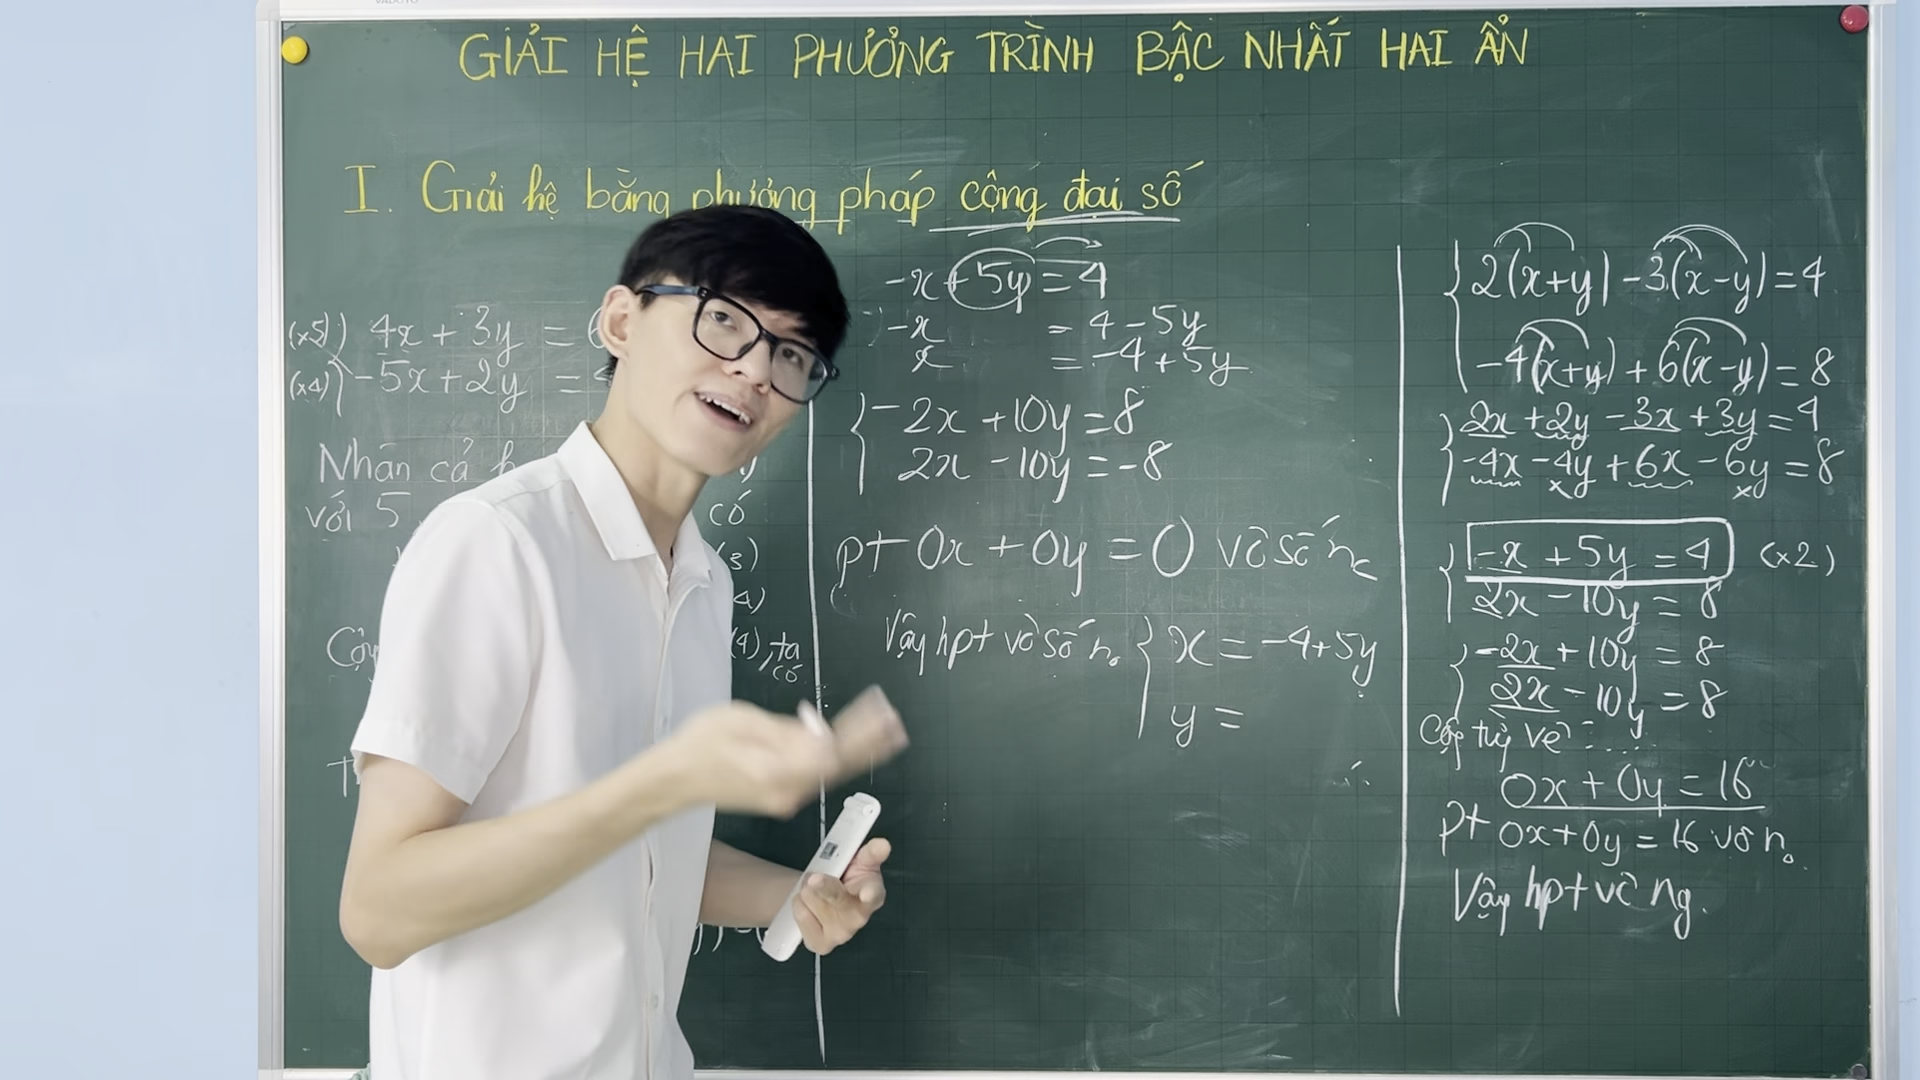 GIẢI HỆ HAI PHƯƠNG TRÌNH BẬC NHẤT HAI ẨN
I. Giải hệ bằng phương pháp cộng đại số
(x5) 4x + 3y = 6
(x4) -5x + 2y =
Nhân cả
với 5
có
(3)
(4)
Cộng
(4), ta
có
-x + 5y = 4
-x = 4 - 5y
x = -4 + 5y
-2x + 10y = 8
2x - 10y = -8
pt 0x + 0y = 0 vô số n0
Vậy hpt vô số n0 x = -4 + 5y
y =
2(x+y) - 3(x-y) = 4
-4(x+y) + 6(x-y) = 8
2x + 2y - 3x + 3y = 4
-4x - 4y + 6x - 6y = 8
-x + 5y = 4 (x2)
2x - 10y = 8
-2x + 10y = 8
2x - 10y = 8
Cộng từng vế .....
0x + 0y = 16
pt 0x + 0y = 16 vô n0
Vậy hpt vô ng.